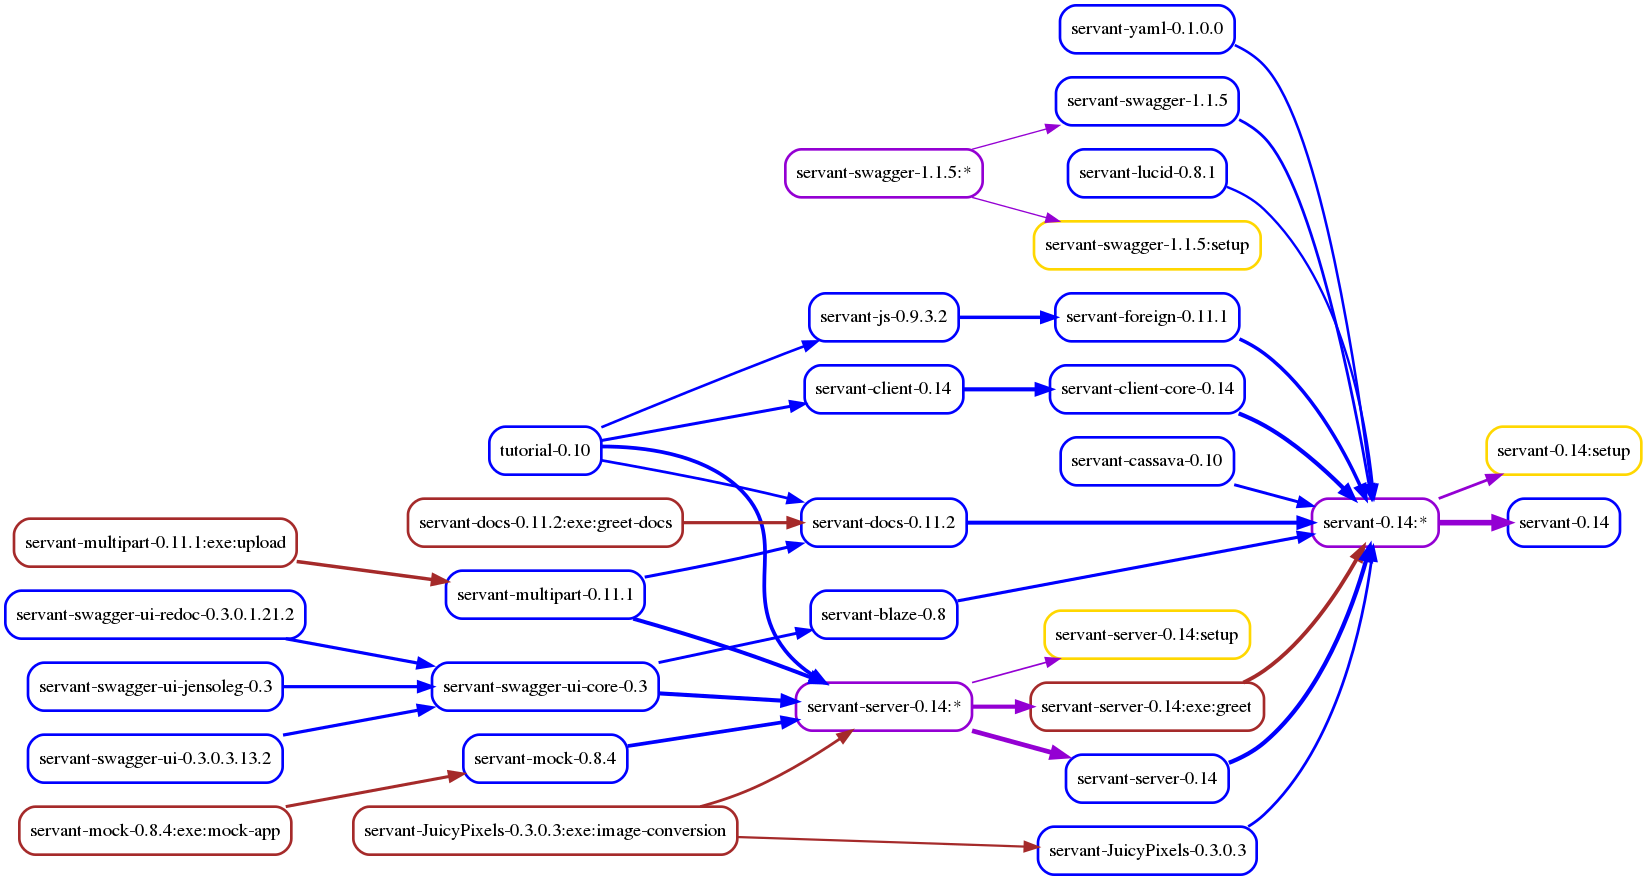 servant-yaml-0.1.0.0
servant-swagger-1.1.5
servant-swagger-1.1.5:*
servant-lucid-0.8.1
servant-swagger-1.1.5:setup
servant-js-0.9.3.2
servant-foreign-0.11.1
servant-client-0.14
servant-client-core-0.14
tutorial-0.10
servant-cassava-0.10
servant-0.14:setup
servant-docs-0.11.2:exe:greet-docs
servant-docs-0.11.2
servant-0.14:*
servant-0.14
servant-multipart-0.11.1:exe:upload
servant-multipart-0.11.1
servant-swagger-ui-redoc-0.3.0.1.21.2
servant-blaze-0.8
servant-server-0.14:setup
servant-swagger-ui-jensoleg-0.3
servant-swagger-ui-core-0.3
servant-server-0.14:*
servant-server-0.14:exe:greet
servant-swagger-ui-0.3.0.3.13.2
servant-mock-0.8.4
servant-server-0.14
servant-mock-0.8.4:exe:mock-app
servant-JuicyPixels-0.3.0.3:exe:image-conversion
servant-JuicyPixels-0.3.0.3